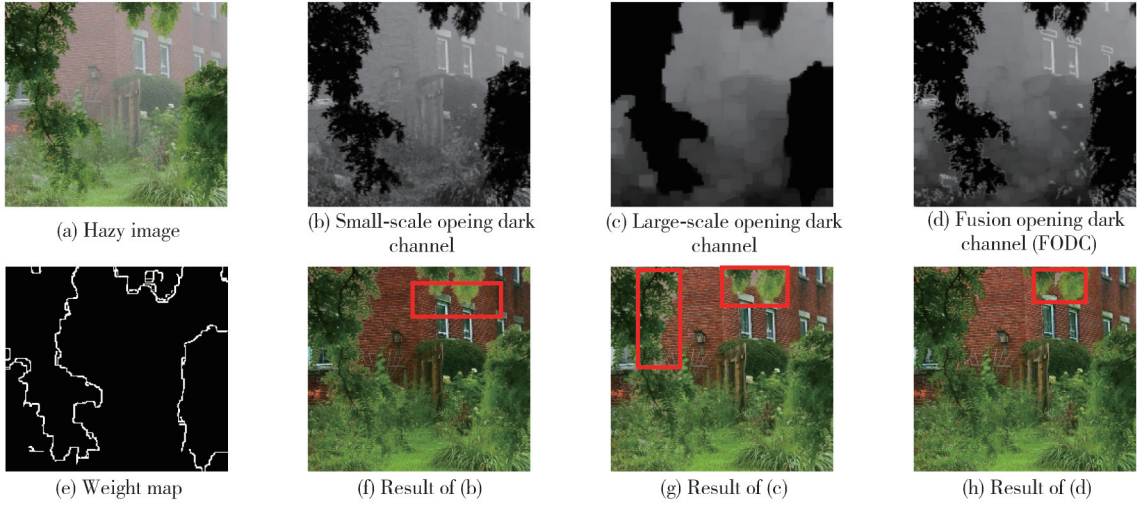 (a) Hazy image
(b) Small-scale opeing dark
channel
(c) Large-scale opening dark
channel
(d) Fusion opening dark
channel (FODC)
(e) Weight map
(f) Result of (b)
(g) Result of (c)
(h) Result of (d)